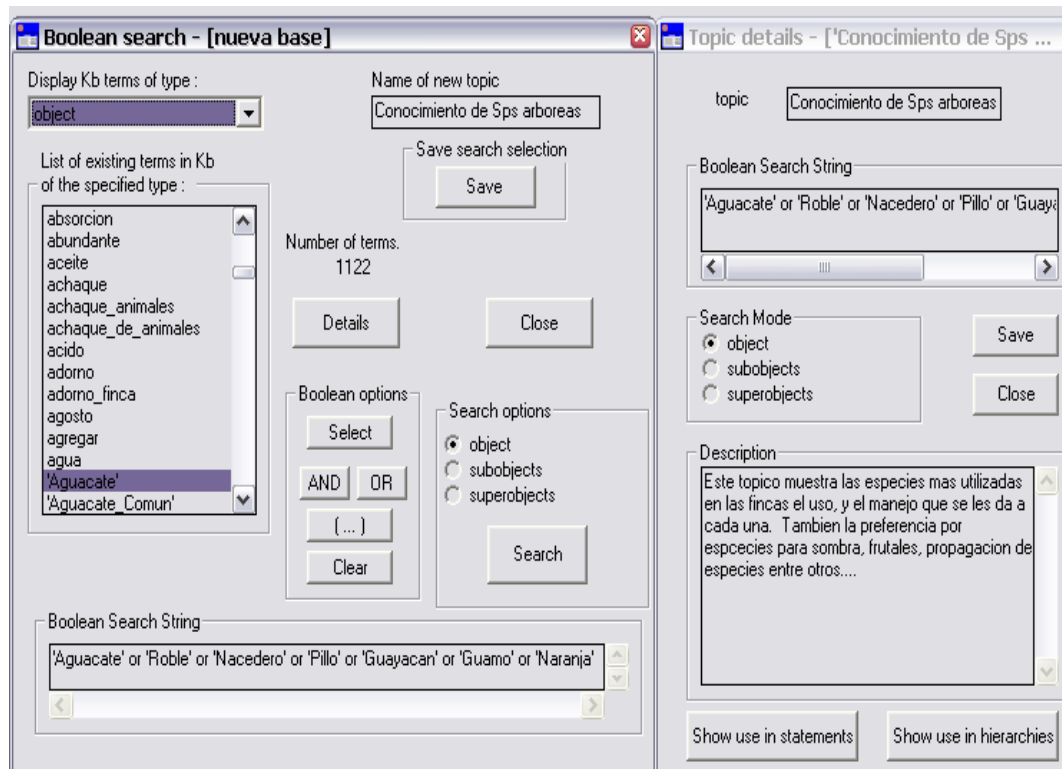 Boolean search - [nueva base]
Display Kb terms of type :
object
Name of new topic
Conocimiento de Sps arboreas
Save search selection
Save
List of existing terms in Kb
of the specified type :
absorcion
abundante
aceite
achaque
achaque_animales
achaque_de_animales
acido
adorno
adorno_finca
agosto
agregar
agua
'Aguacate'
'Aguacate_Comun'
Number of terms.
1122
Details
Close
Boolean options
Select
AND
OR
(...)
Clear
Search options
object
subobjects
superobjects
Search
Boolean Search String
'Aguacate' or 'Roble' or 'Nacedero' or 'Pillo' or 'Guayacan' or 'Guamo' or 'Naranja'
Topic details - ['Conocimiento de Sps ...
topic
Conocimiento de Sps arboreas
Boolean Search String
'Aguacate' or 'Roble' or 'Nacedero' or 'Pillo' or 'Guaya
Search Mode
object
subobjects
superobjects
Save
Close
Description
Este topico muestra las especies mas utilizadas
en las fincas el uso, y el manejo que se les da a
cada una. Tambien la preferencia por
espcecies para sombra, frutales, propagacion de
especies entre otros....
Show use in statements
Show use in hierarchies